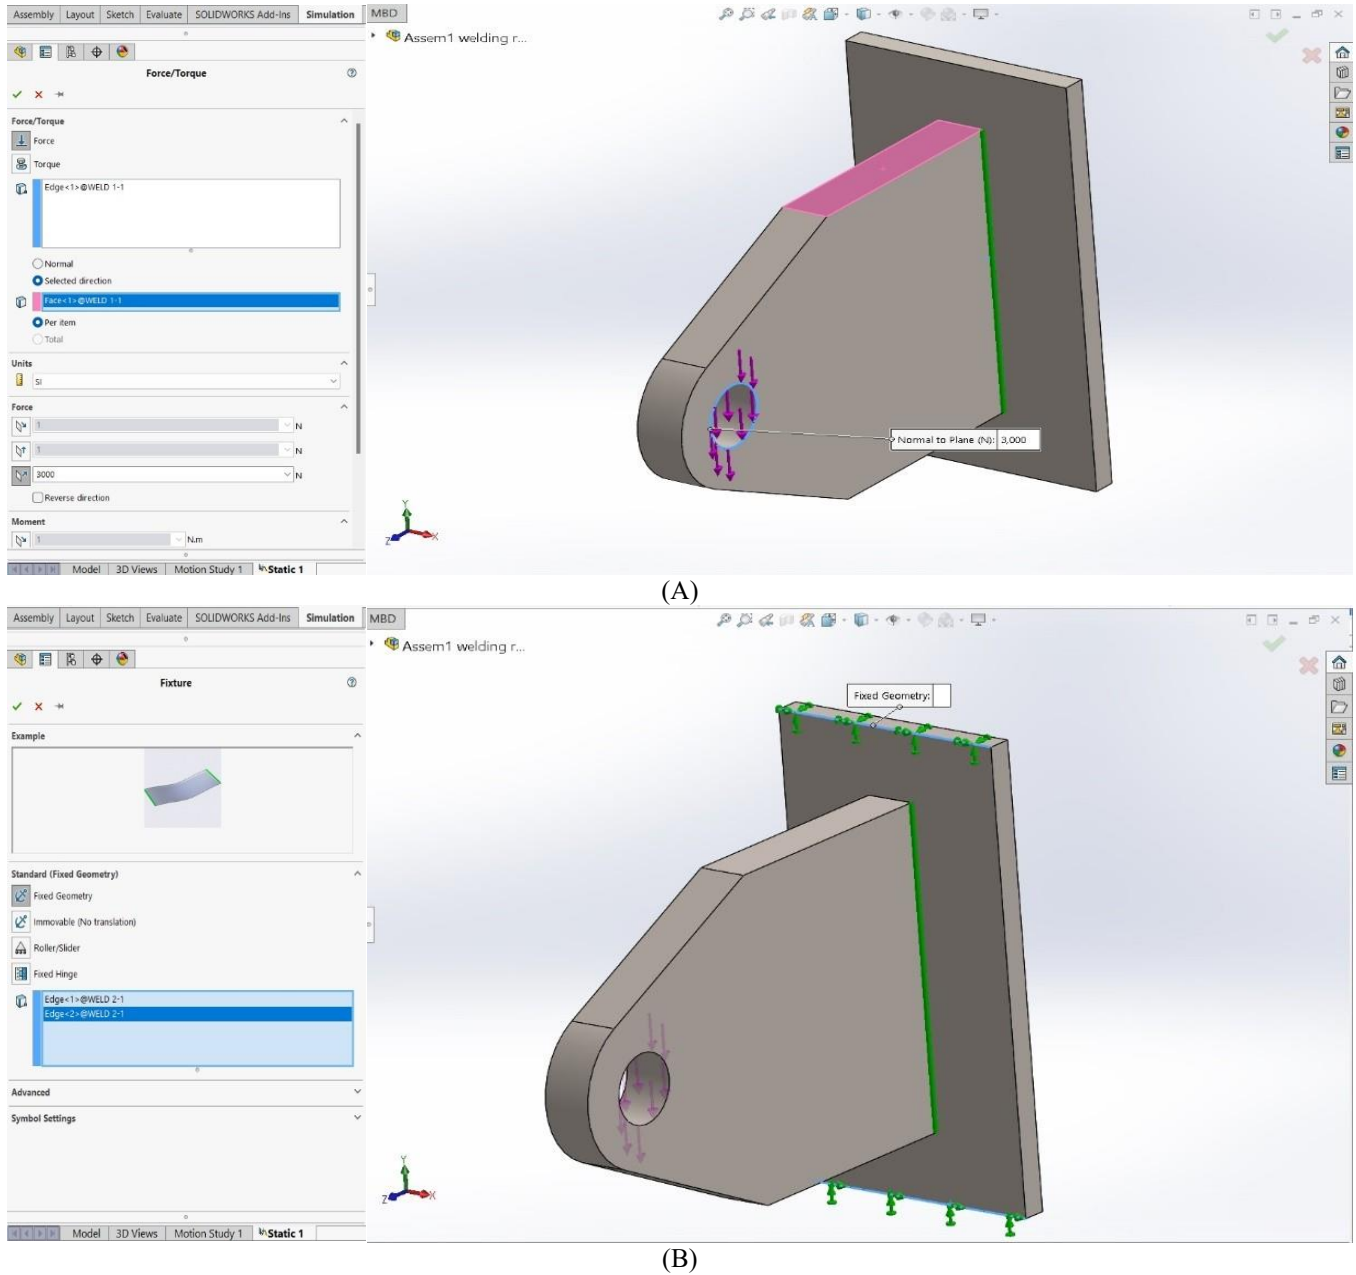 Assembly Layout Sketch Evaluate SOLIDWORKS Add-Ins Simulation MBD
Assem1 welding r...
Force/Torque
Force/Torque
Force
Torque
Edge<1>@WELD 1-1
Normal
Selected direction
Face<1>@WELD 1-1
Per item
Total
Units
SI
Force
1 N
1 N
3000 N
Reverse direction
Moment
1 N.m
Normal to Plane (N): 3,000
Y
Z X
Model 3D Views Motion Study 1 Static 1
(A)
Assembly Layout Sketch Evaluate SOLIDWORKS Add-Ins Simulation MBD
Assem1 welding r...
Fixture
Example
Fixed Geometry:
Standard (Fixed Geometry)
Fixed Geometry
Immovable (No translation)
Roller/Slider
Fixed Hinge
Edge<1>@WELD 2-1
Edge<2>@WELD 2-1
Advanced
Symbol Settings
Y
Z X
Model 3D Views Motion Study 1 Static 1
(B)